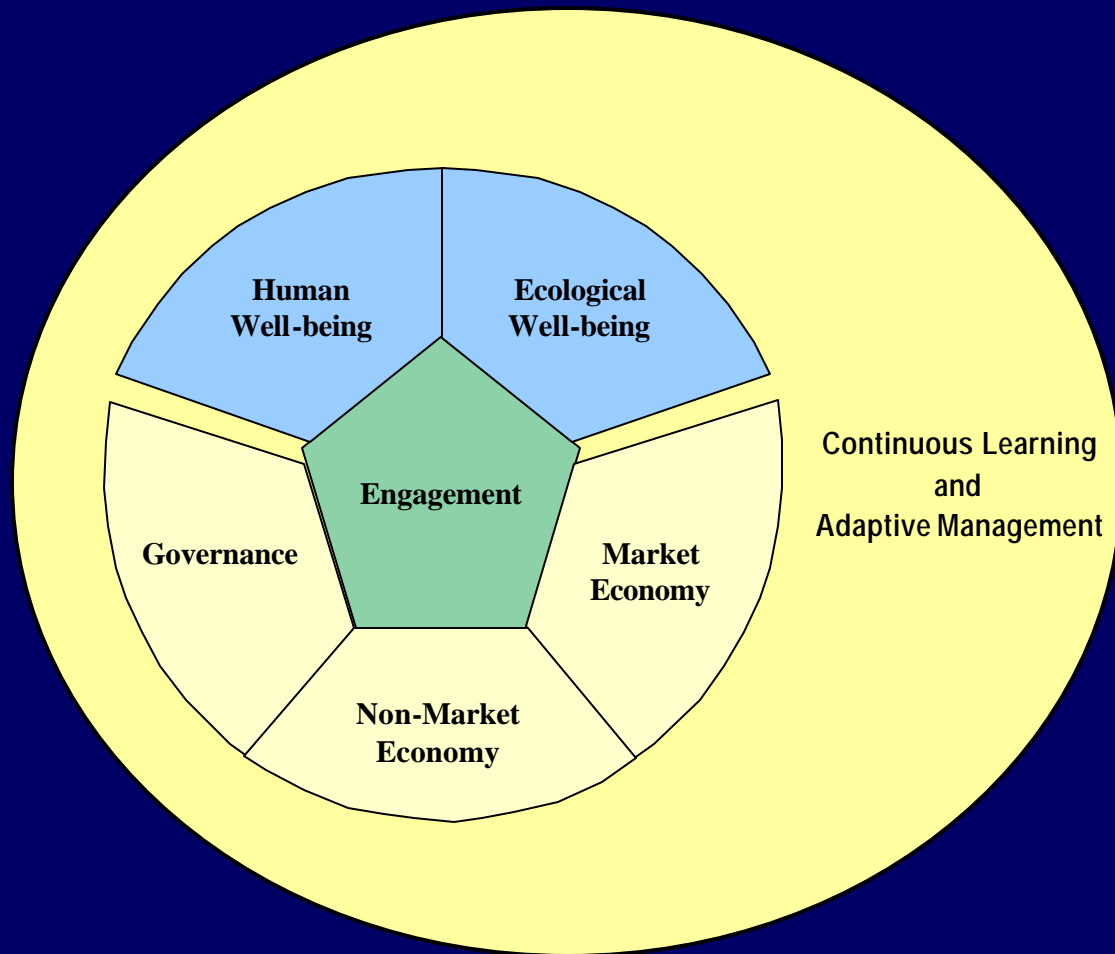 Human
Well-being
Ecological
Well-being
Engagement
Governance
Market
Economy
Non-Market
Economy
Continuous Learning
and
Adaptive Management